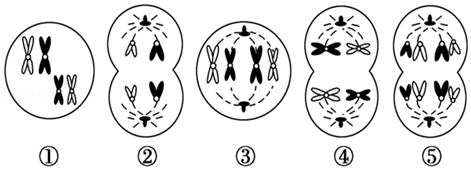 ① ② ③ ④ ⑤